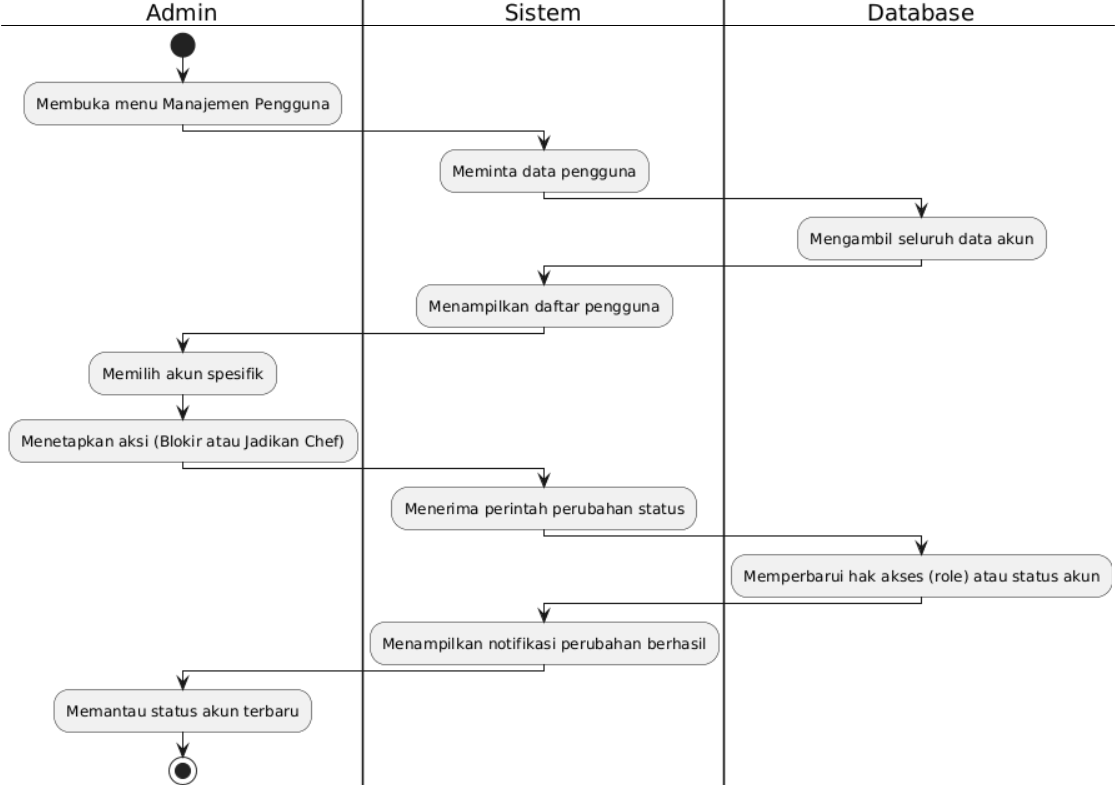 Admin
Sistem
Database
Membuka menu Manajemen Pengguna
Meminta data pengguna
Mengambil seluruh data akun
Menampilkan daftar pengguna
Memilih akun spesifik
Menetapkan aksi (Blokir atau Jadikan Chef)
Menerima perintah perubahan status
Memperbarui hak akses (role) atau status akun
Menampilkan notifikasi perubahan berhasil
Memantau status akun terbaru